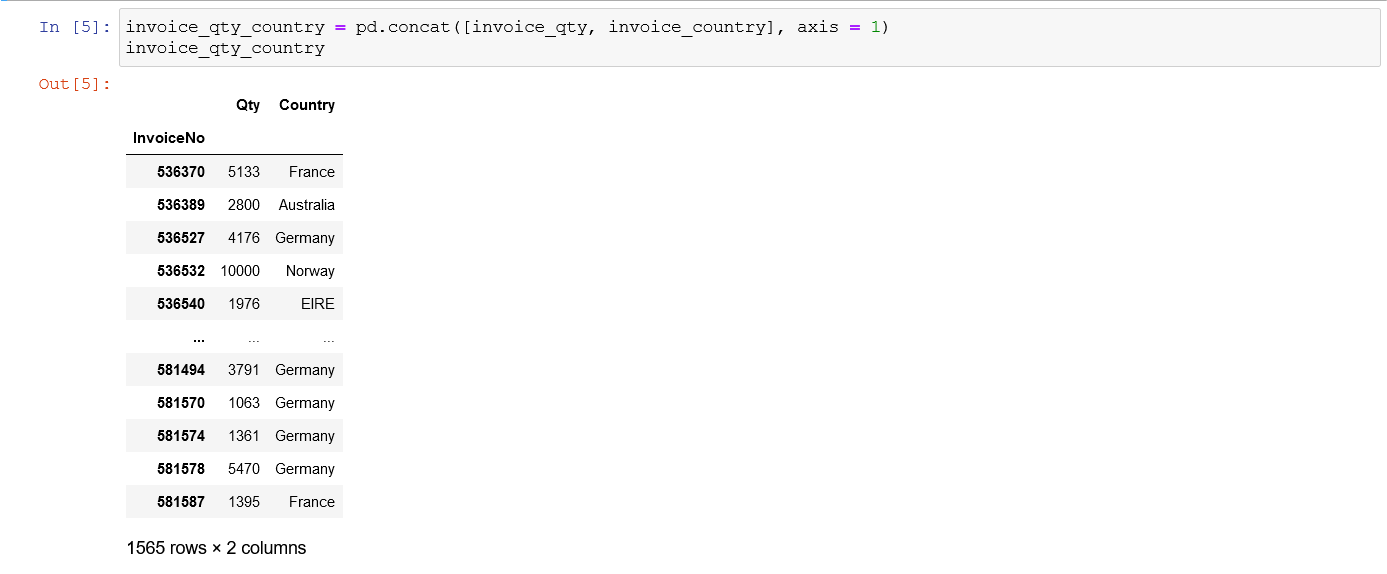 In [5]: invoice_qty_country = pd.concat([invoice_qty, invoice_country], axis = 1)
invoice_qty_country
Out[5]:
Qty Country
InvoiceNo
536370 5133 France
536389 2800 Australia
536527 4176 Germany
536532 10000 Norway
536540 1976 EIRE
... ... ...
581494 3791 Germany
581570 1063 Germany
581574 1361 Germany
581578 5470 Germany
581587 1395 France
1565 rows × 2 columns